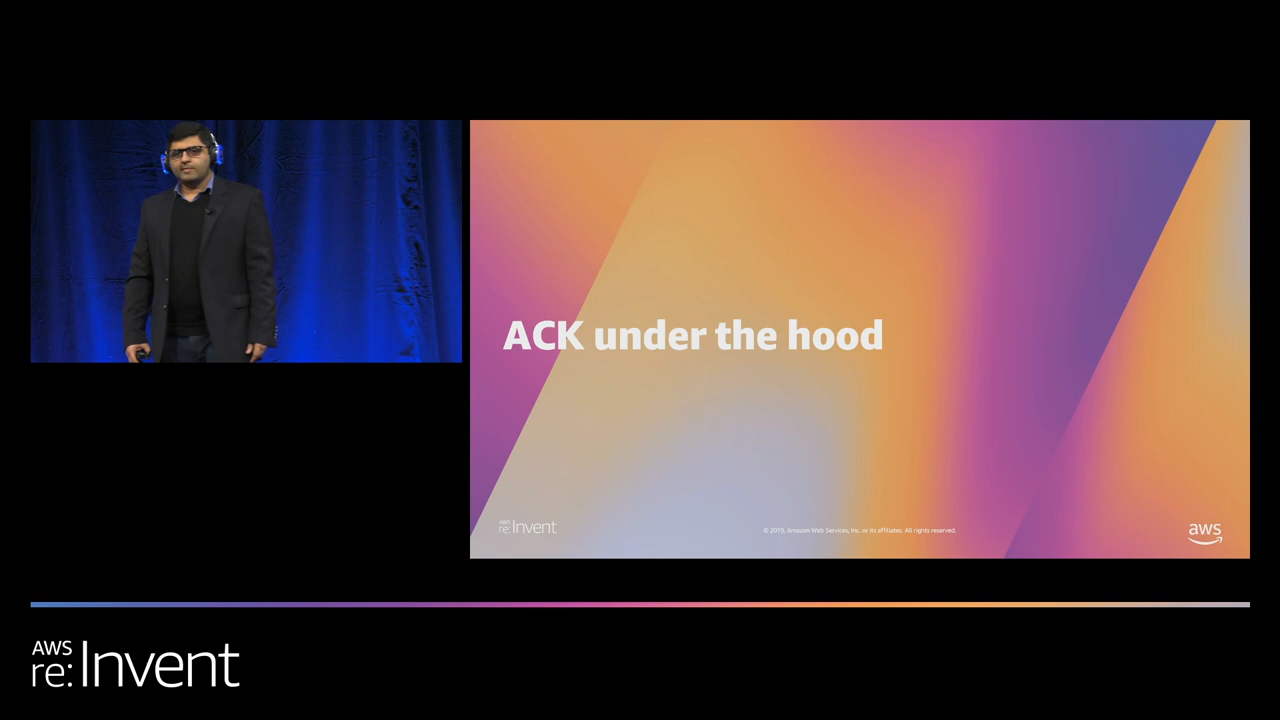 ACK under the hood
AWS
re:Invent
© 2019, Amazon Web Services, Inc. or its affiliates. All rights reserved.
aws
AWS
re:Invent